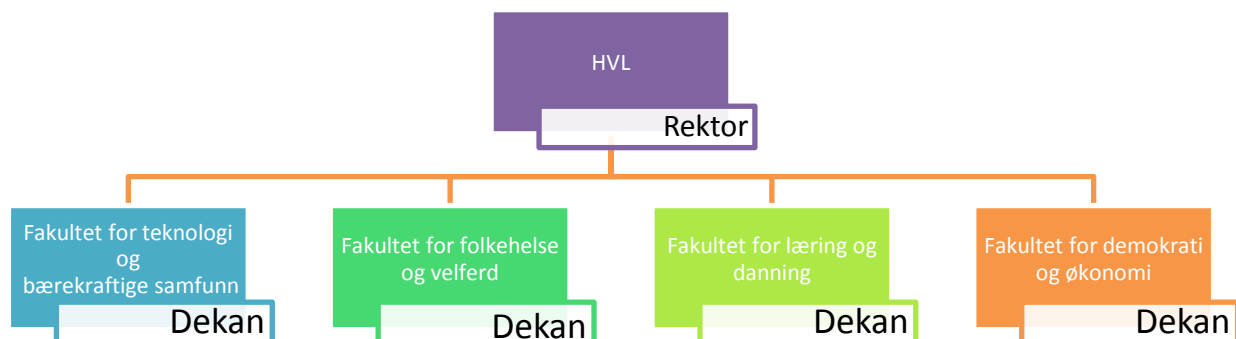 HVL
Rektor
Fakultet for teknologi
og
bærekraftige samfunn
Dekan
Fakultet for folkehelse
og velferd
Dekan
Fakultet for læring og
danning
Dekan
Fakultet for demokrati
og økonomi
Dekan